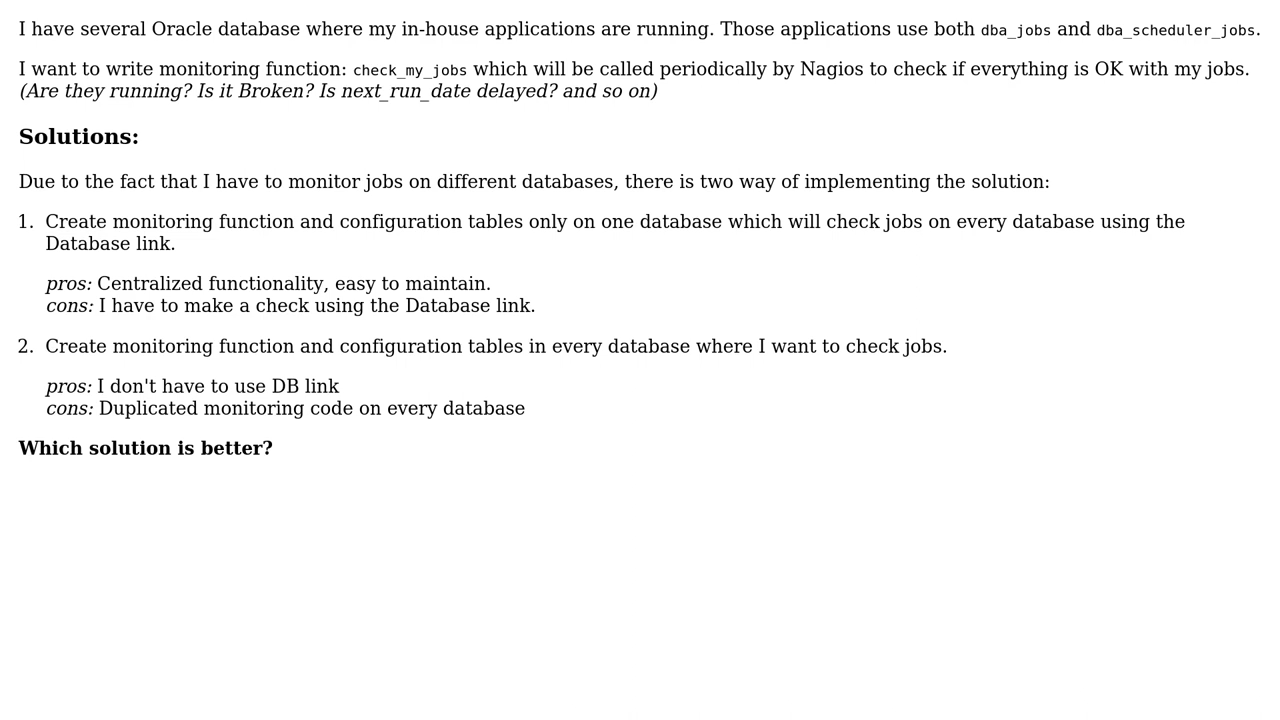 I have several Oracle database where my in-house applications are running. Those applications use both dba_jobs and dba_scheduler_jobs.
I want to write monitoring function: check_my_jobs which will be called periodically by Nagios to check if everything is OK with my jobs.
(Are they running? Is it Broken? Is next_run_date delayed? and so on)
Solutions:
Due to the fact that I have to monitor jobs on different databases, there is two way of implementing the solution:
1. Create monitoring function and configuration tables only on one database which will check jobs on every database using the
Database link.
pros: Centralized functionality, easy to maintain.
cons: I have to make a check using the Database link.
2. Create monitoring function and configuration tables in every database where I want to check jobs.
pros: I don't have to use DB link
cons: Duplicated monitoring code on every database
Which solution is better?